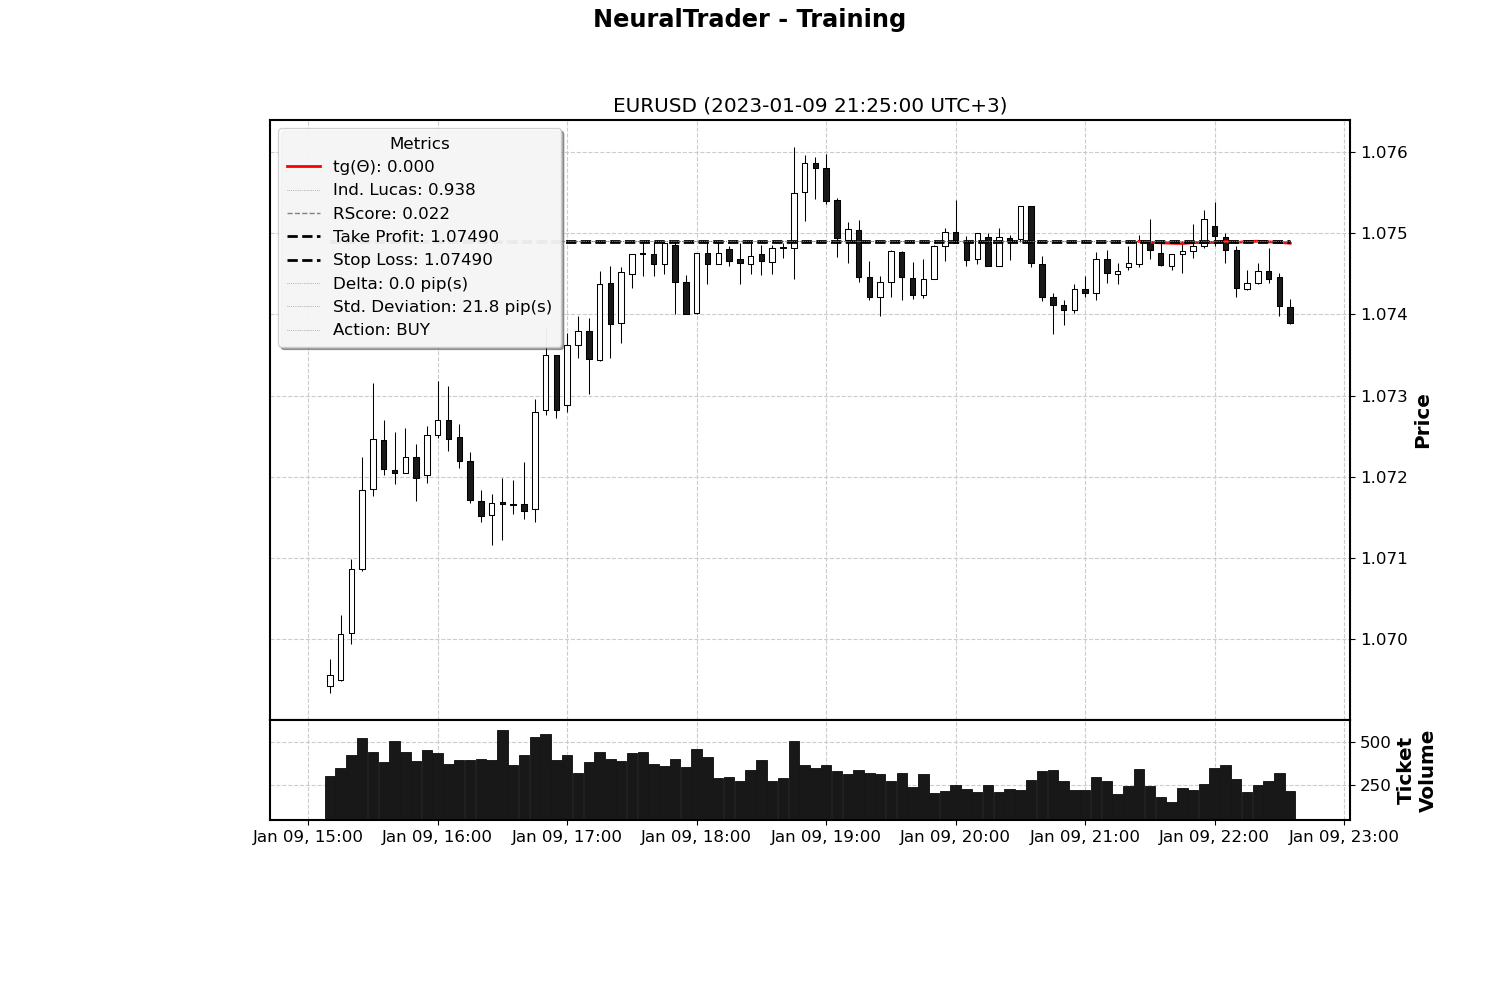 NeuralTrader - Training
EURUSD (2023-01-09 21:25:00 UTC+3)
Metrics
tg(Θ): 0.000
Ind. Lucas: 0.938
RScore: 0.022
Take Profit: 1.07490
Stop Loss: 1.07490
Delta: 0.0 pip(s)
Std. Deviation: 21.8 pip(s)
Action: BUY
1.076
1.075
1.074
1.073
1.072
1.071
1.070
Price
500
250
Ticket
Volume
Jan 09, 15:00 Jan 09, 16:00 Jan 09, 17:00 Jan 09, 18:00 Jan 09, 19:00 Jan 09, 20:00 Jan 09, 21:00 Jan 09, 22:00 Jan 09, 23:00